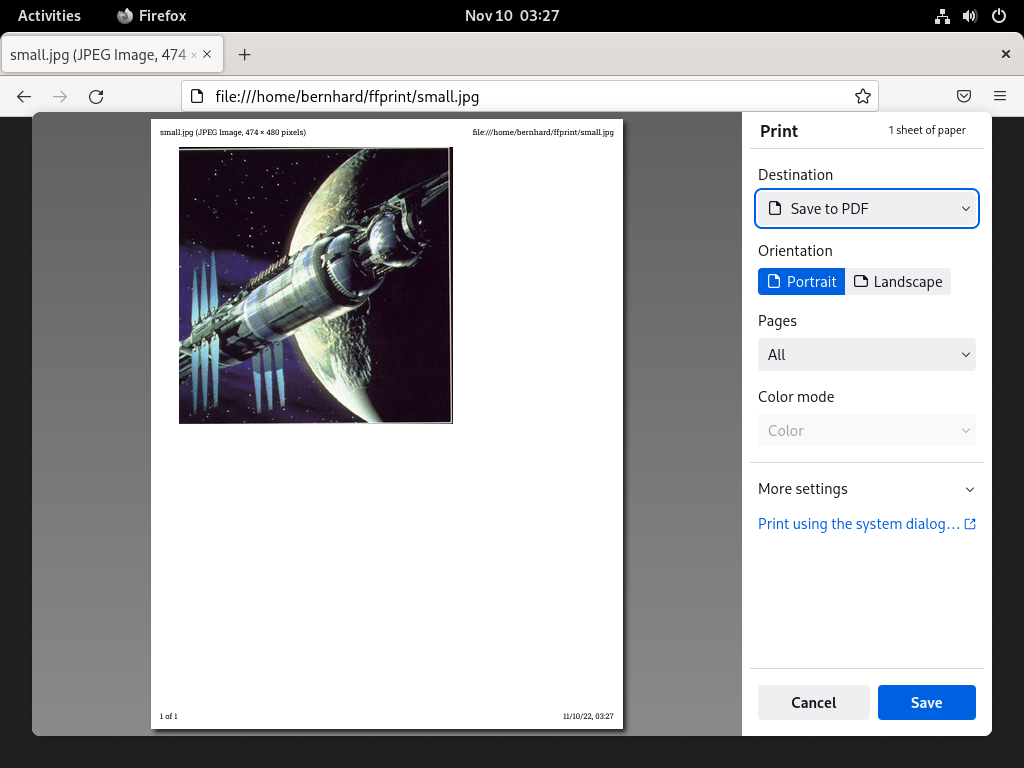 Activities Firefox Nov 10 03:27
small.jpg (JPEG Image, 474 ×
file:///home/bernhard/ffprint/small.jpg
small.jpg (JPEG Image, 474 × 480 pixels) file:///home/bernhard/ffprint/small.jpg
1 of 1 11/10/22, 03:27
Print 1 sheet of paper
Destination
Save to PDF
Orientation
Portrait Landscape
Pages
All
Color mode
Color
More settings
Print using the system dialog...
Cancel Save